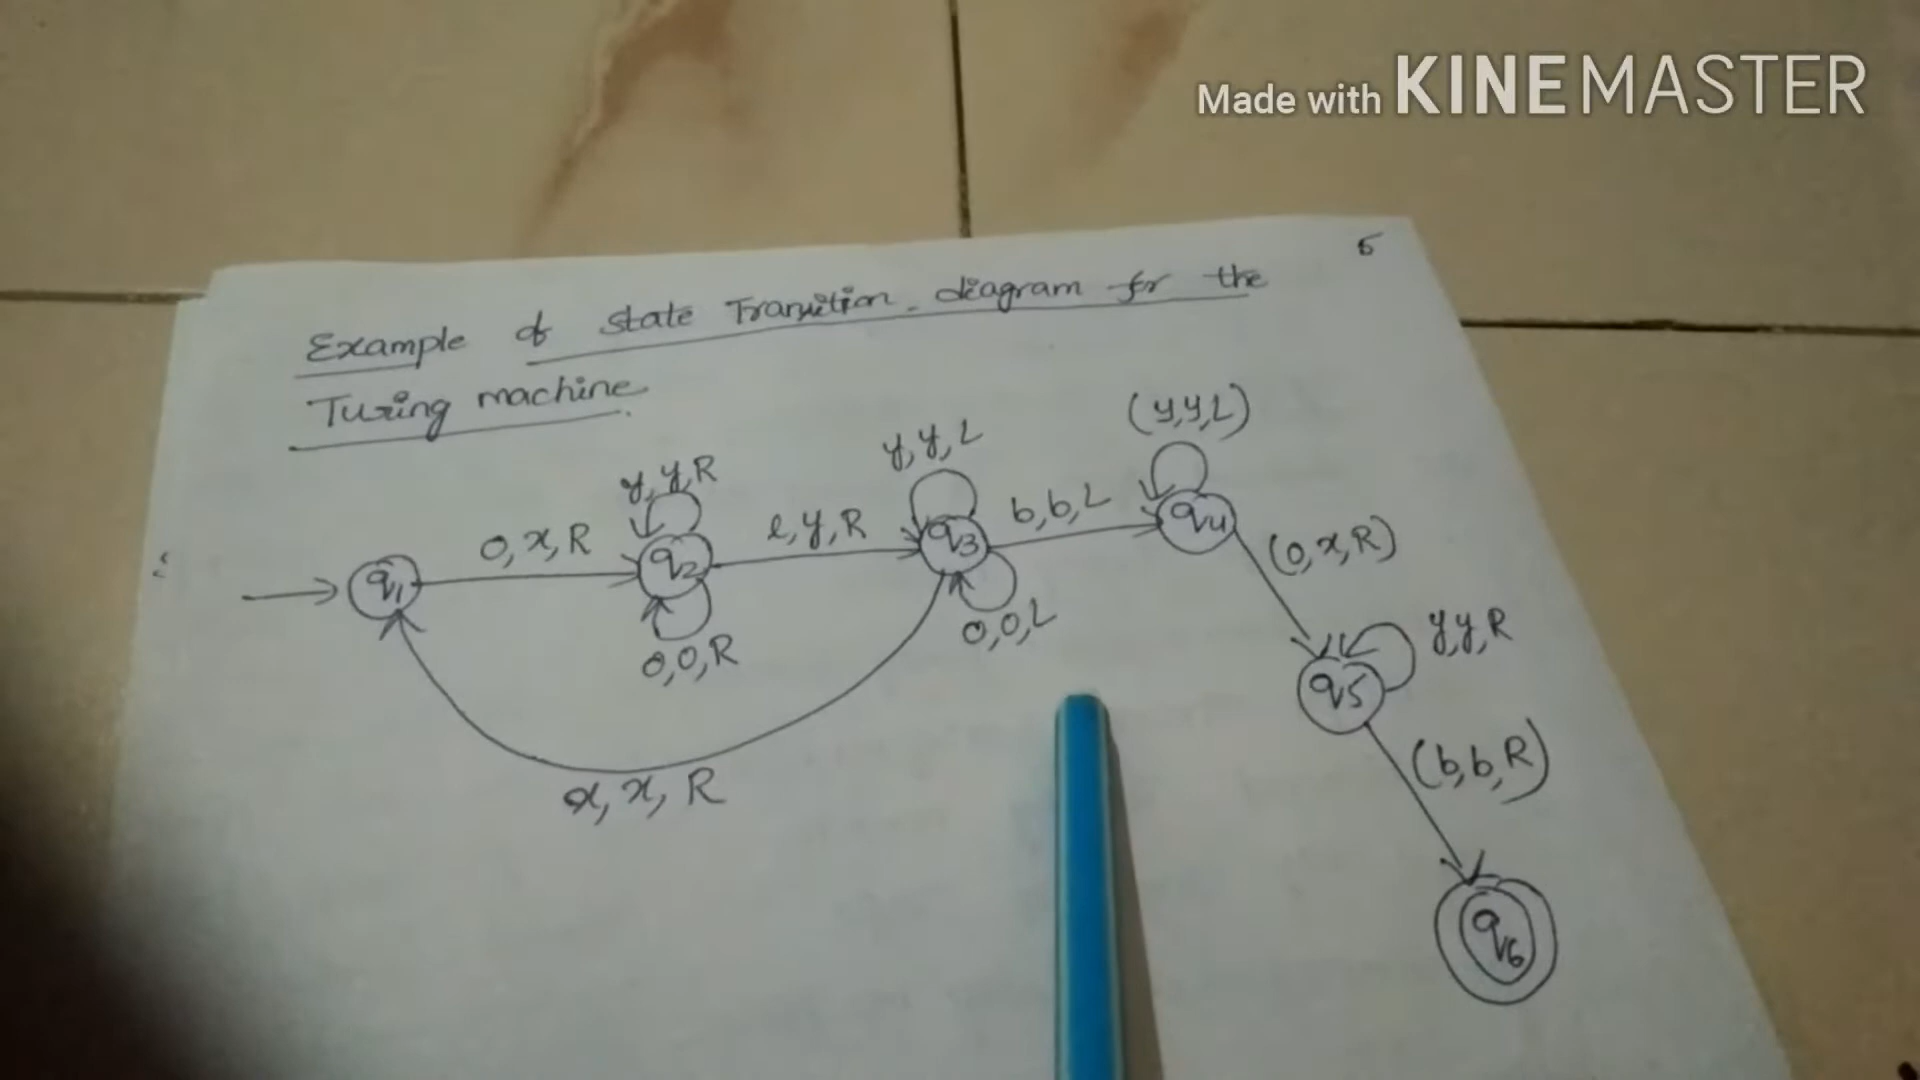 Made with KINEMASTER
5
Example of state Transition diagram for the
Turing machine.
(y,y,L)
y,y,L
y,y,R
b,b,L
l,y,R
0,x,R
q1
q2
q3
q4
(0,x,R)
0,0,R
0,0,L
y,y,R
q5
(b,b,R)
x,x,R
q6